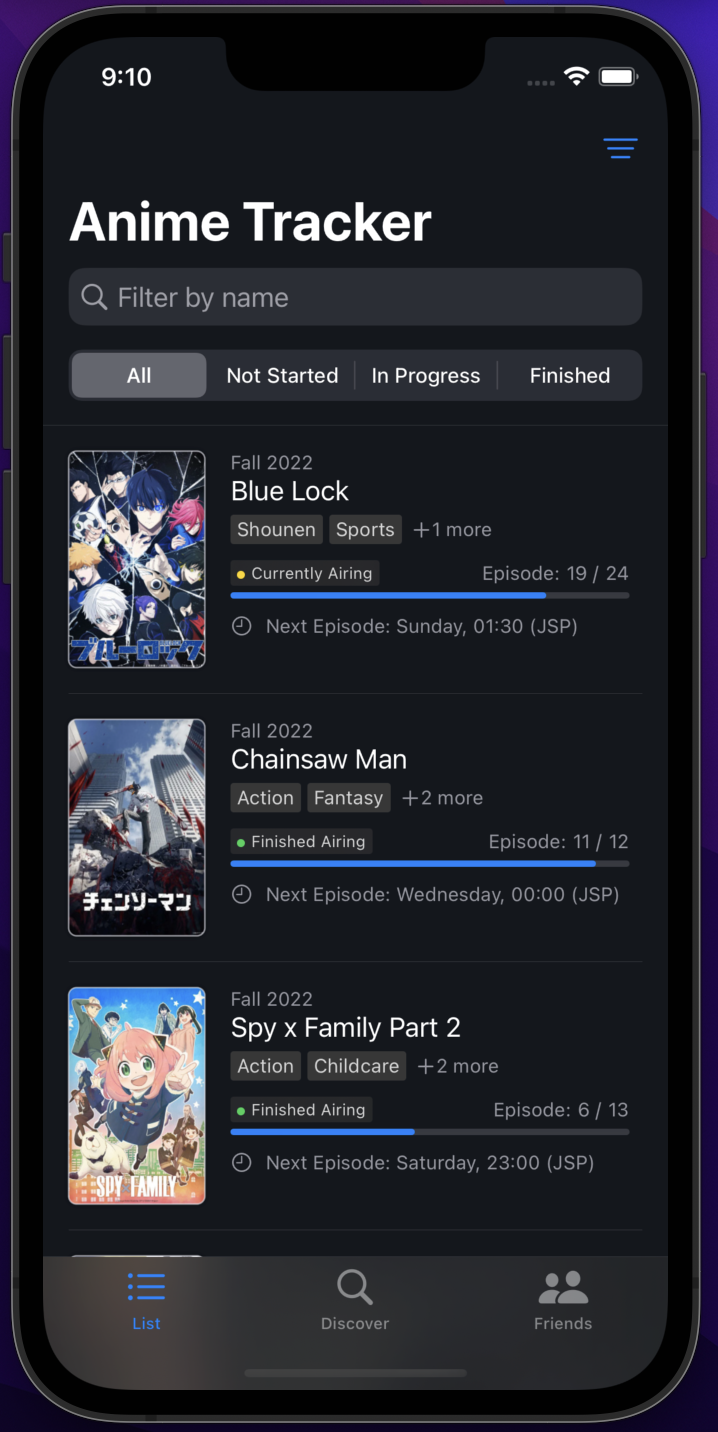 9:10
Anime Tracker
Filter by name
All Not Started In Progress Finished
Fall 2022
Blue Lock
Shounen Sports +1 more
Currently Airing Episode: 19 / 24
Next Episode: Sunday, 01:30 (JSP)
ブルーロック
Fall 2022
Chainsaw Man
Action Fantasy +2 more
Finished Airing Episode: 11 / 12
Next Episode: Wednesday, 00:00 (JSP)
チェンソーマン
Fall 2022
Spy x Family Part 2
Action Childcare +2 more
Finished Airing Episode: 6 / 13
Next Episode: Saturday, 23:00 (JSP)
SPY×FAMILY
List Discover Friends